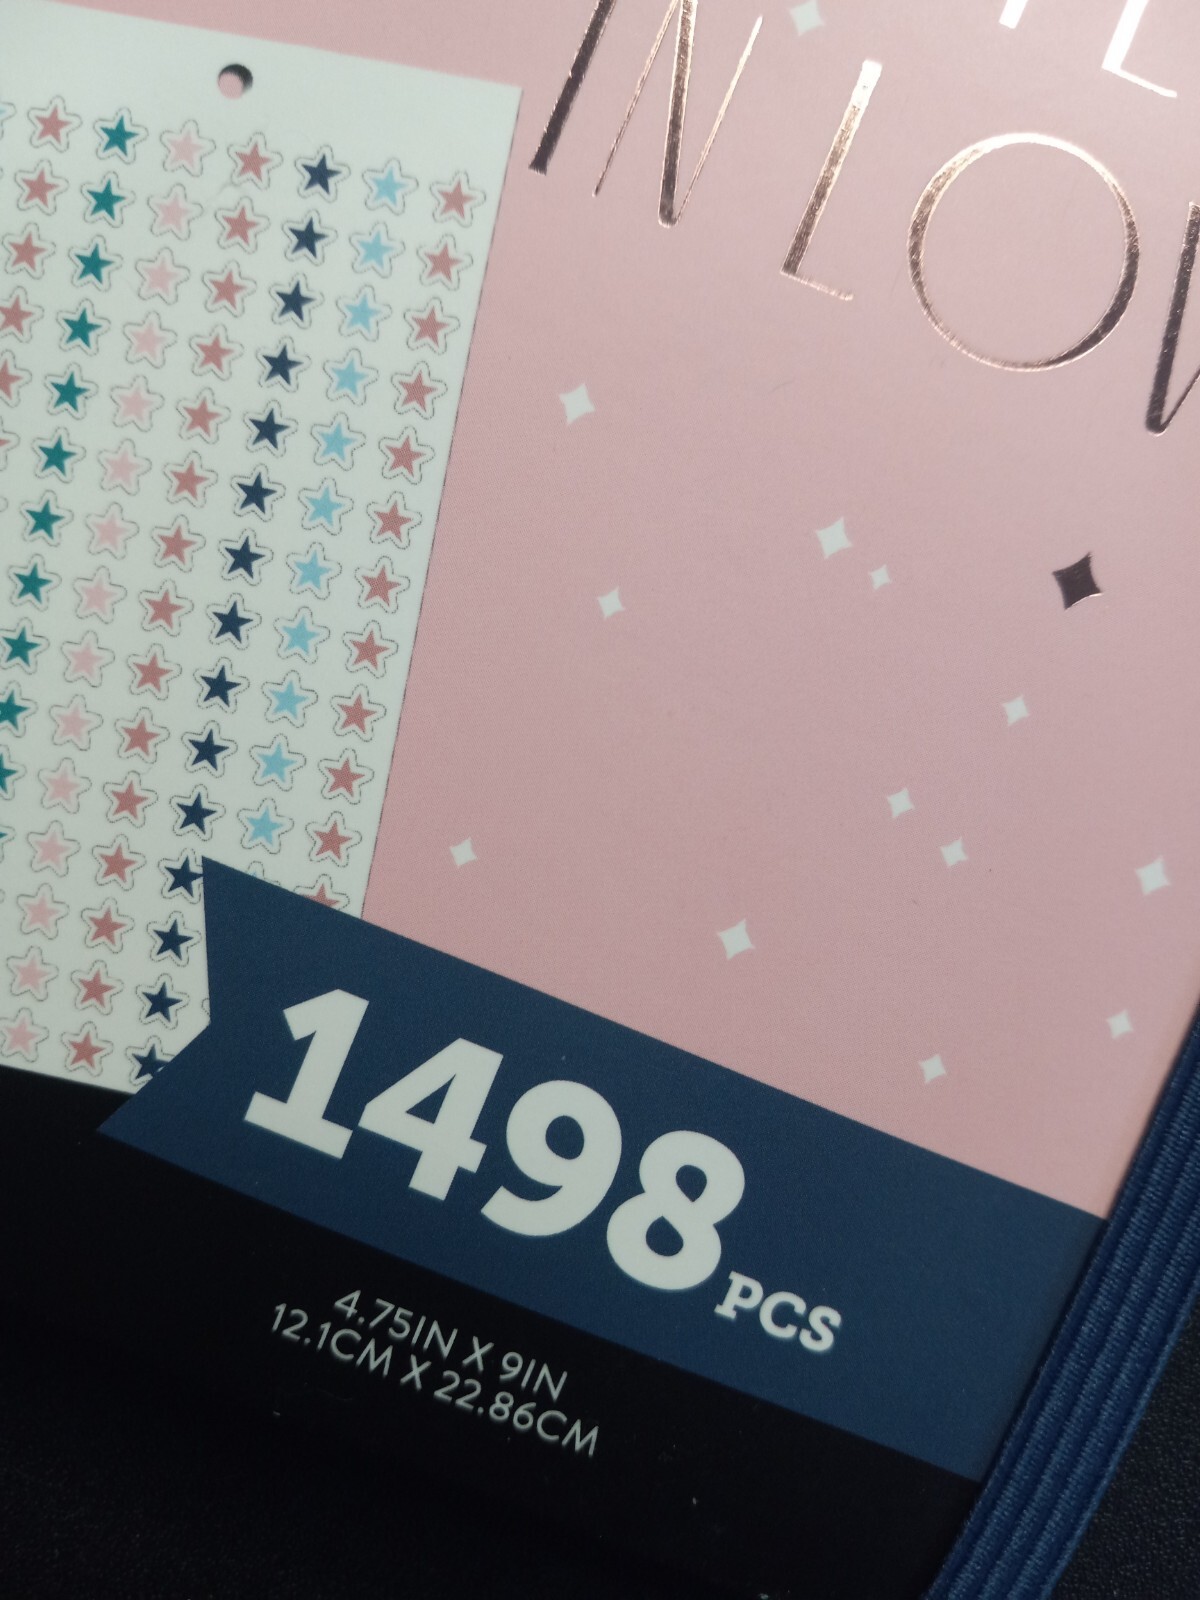 IN LOV
1498 PCS
4.75IN X 9IN
12.1CM X 22.86CM